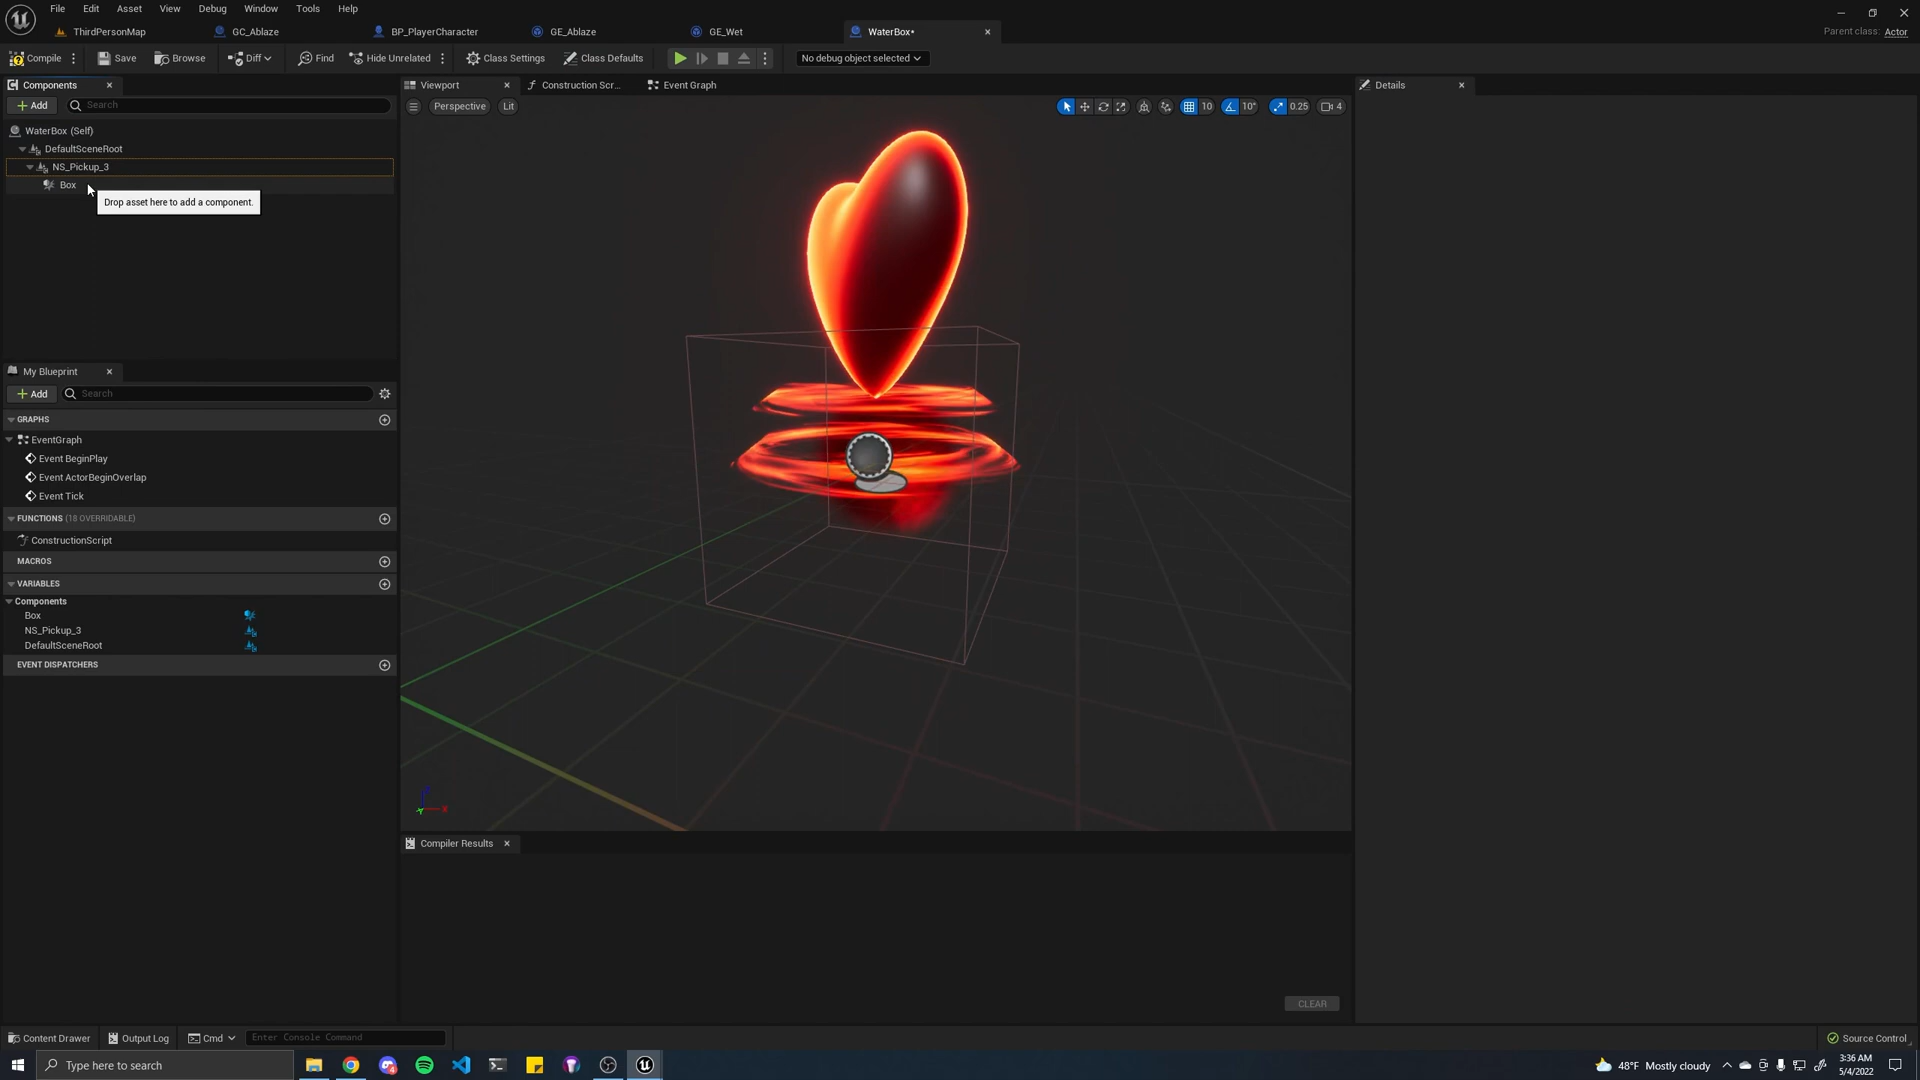 File Edit Asset View Debug Window Tools Help
ThirdPersonMap GC_Ablaze BP_PlayerCharacter GE_Ablaze GE_Wet WaterBox•
Parent class: Actor
Compile Save Browse Diff Find Hide Unrelated Class Settings Class Defaults No debug object selected
Components
Add Search
WaterBox (Self)
DefaultSceneRoot
NS_Pickup_3
Box
Drop asset here to add a component.
My Blueprint
Add Search
GRAPHS
EventGraph
Event BeginPlay
Event ActorBeginOverlap
Event Tick
FUNCTIONS (18 OVERRIDABLE)
ConstructionScript
MACROS
VARIABLES
Components
Box
NS_Pickup_3
DefaultSceneRoot
EVENT DISPATCHERS
Viewport Construction Scr... Event Graph
Perspective Lit 10 10° 0.25 4
Compiler Results
CLEAR
Details
Content Drawer Output Log Cmd Enter Console Command Source Control
Type here to search
48°F Mostly cloudy
3:36 AM
5/4/2022